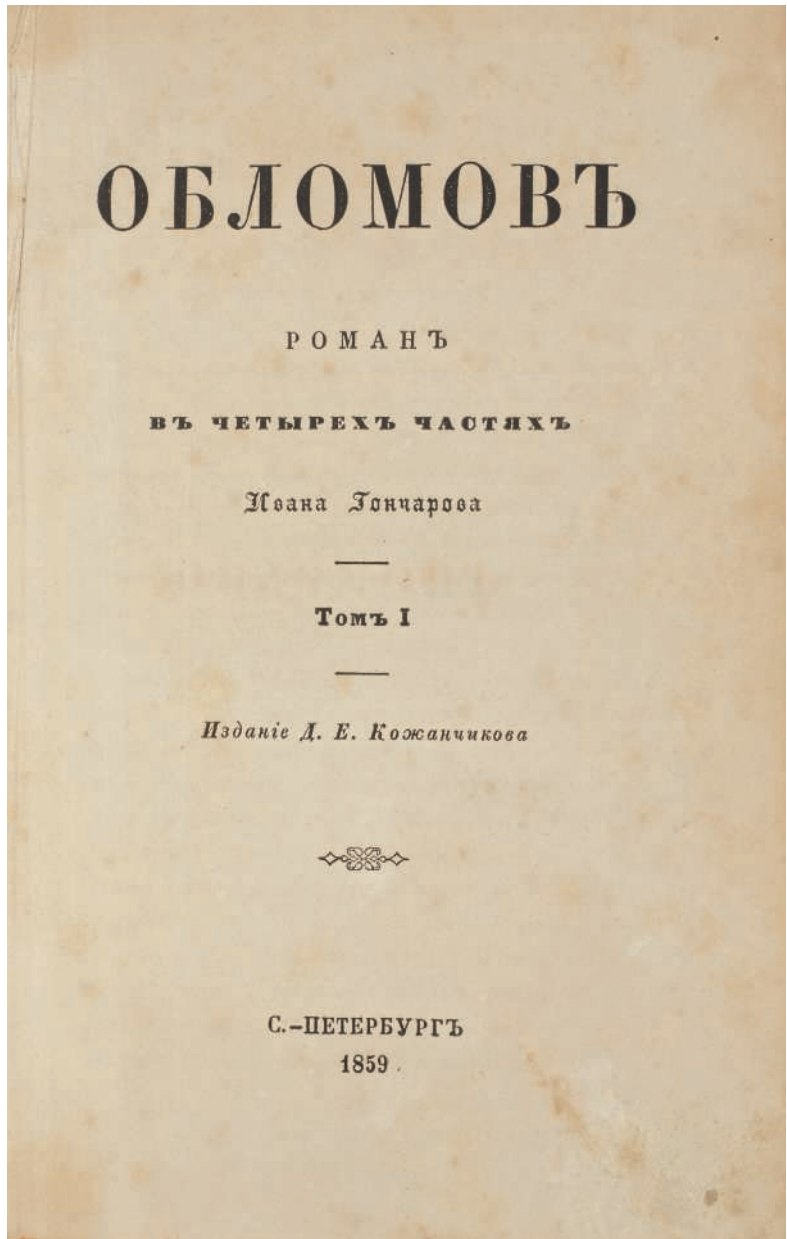 ОБЛОМОВЪ
РОМАНЪ
ВЪ ЧЕТЫРЕХЪ ЧАСТЯХЪ
Ивана Гончарова
Томъ I
Изданіе Д. Е. Кожанчикова
С.-ПЕТЕРБУРГЪ
1859.